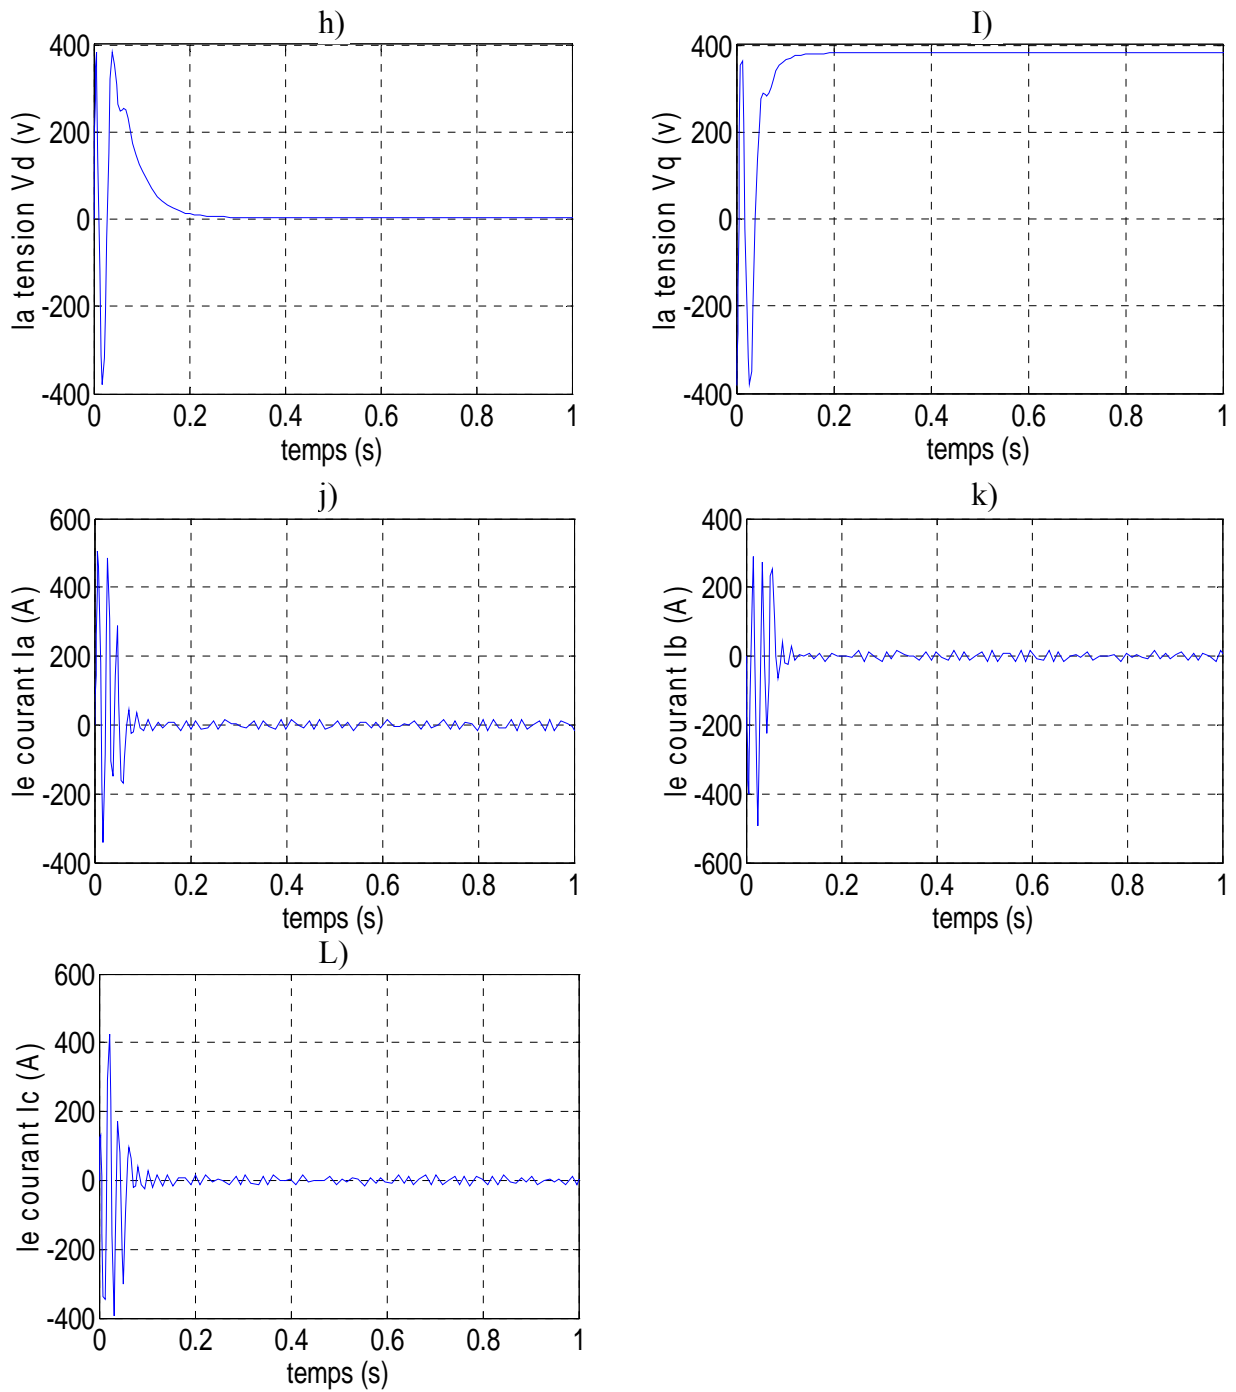 h)
la tension Vd (v)
400
200
0
-200
-400
0 0.2 0.4 0.6 0.8 1
temps (s)
I)
la tension Vq (v)
400
200
0
-200
-400
0 0.2 0.4 0.6 0.8 1
temps (s)
j)
le courant Ia (A)
600
400
200
0
-200
-400
0 0.2 0.4 0.6 0.8 1
temps (s)
k)
le courant Ib (A)
400
200
0
-200
-400
-600
0 0.2 0.4 0.6 0.8 1
temps (s)
L)
le courant Ic (A)
600
400
200
0
-200
-400
0 0.2 0.4 0.6 0.8 1
temps (s)